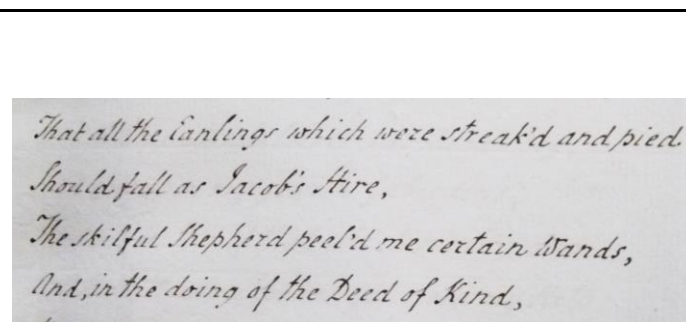 That all the Eanlings which were streak'd and pied
Should fall as Jacob's Hire,
The skilful Shepherd peel'd me certain Wands,
And, in the doing of the Deed of Kind,